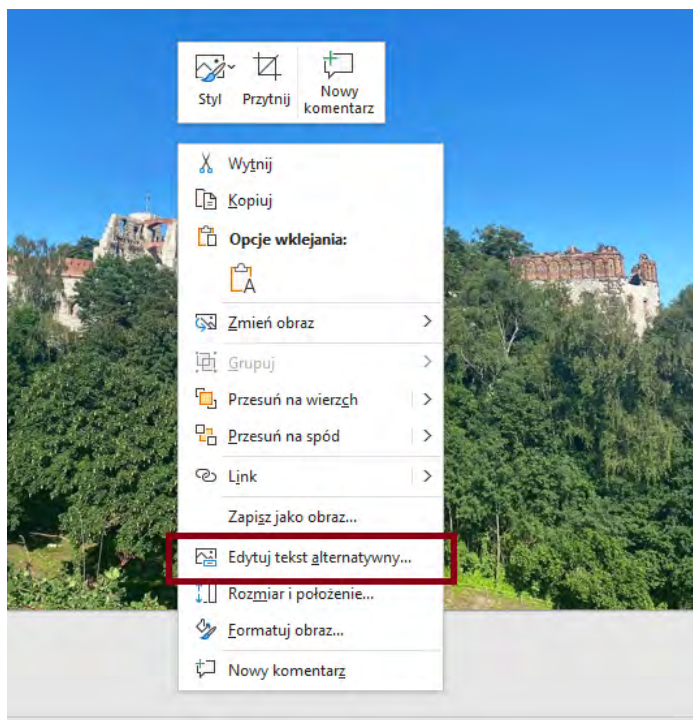 Styl
Przytnij
Nowy
komentarz
Wytnij
Kopiuj
Opcje wklejania:
A
Zmień obraz
Grupuj
Przesuń na wierzch
Przesuń na spód
Link
Zapisz jako obraz...
Edytuj tekst alternatywny...
Rozmiar i położenie...
Formatuj obraz...
Nowy komentarz